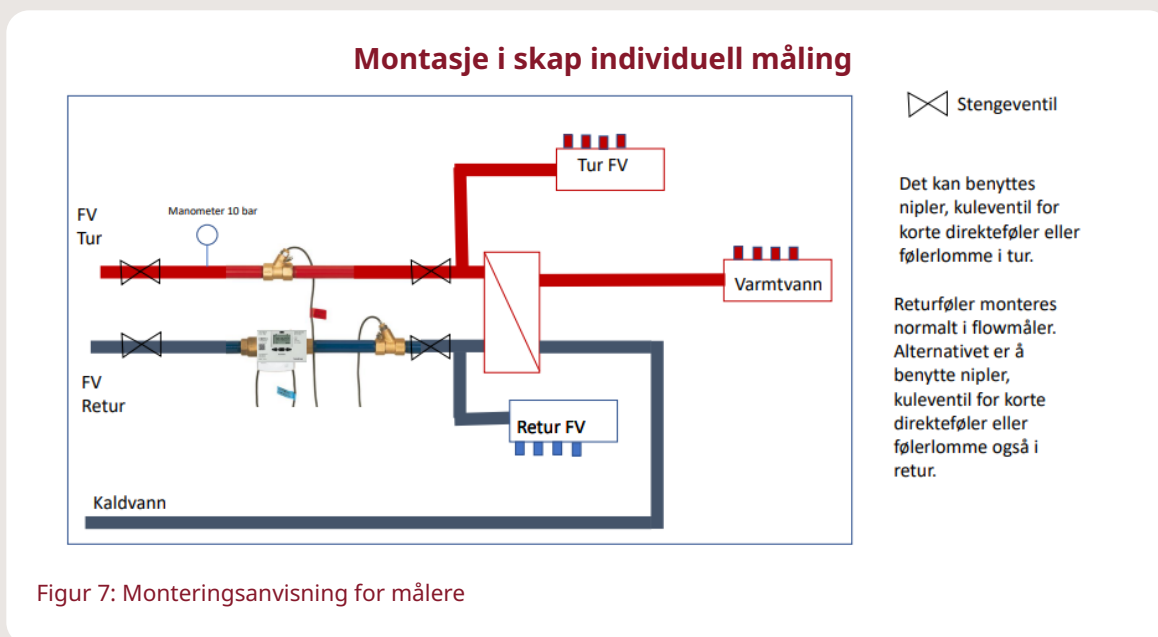 Montasje i skap individuell måling
Stengeventil
Tur FV
Det kan benyttes
nipler, kuleventil for
korte direkteføler eller
følerlomme i tur.
FV
Tur
Manometer 10 bar
Varmtvann
Returføler monteres
normalt i flowmåler.
Alternativet er å
benytte nipler,
kuleventil for korte
direkteføler eller
følerlomme også i
retur.
FV
Retur
Retur FV
Kaldvann
Figur 7: Monteringsanvisning for målere